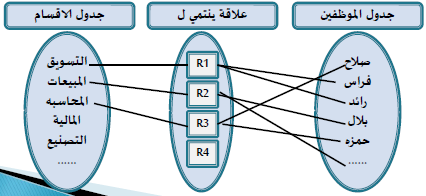 جدول الموظفين
علاقة ينتمي ل
جدول الاقسام
صلاح
فراس
رائد
بلال
حمزه
......
R1
R2
R3
R4
التسويق
المبيعات
المحاسبه
المالية
التصنيع
......